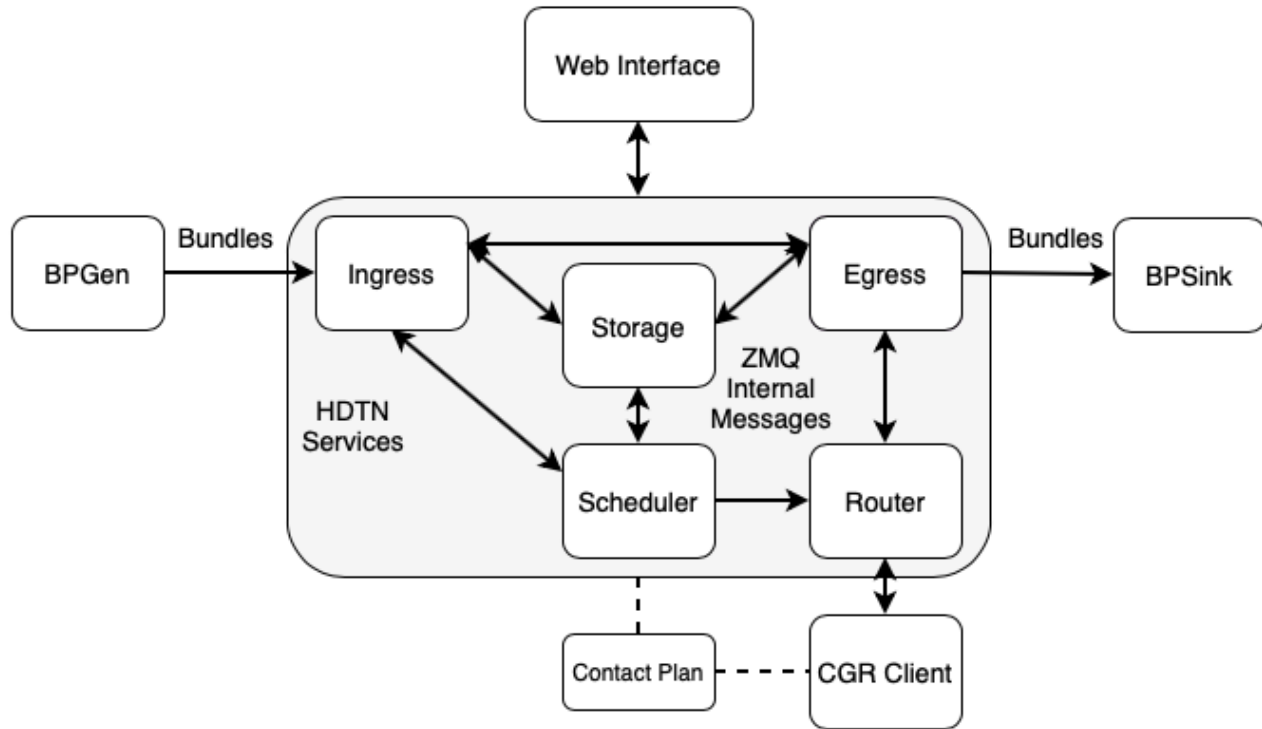 Web Interface
BPGen
Bundles
Ingress
Egress
Bundles
BPSink
Storage
ZMQ
Internal
Messages
HDTN
Services
Scheduler
Router
Contact Plan
CGR Client